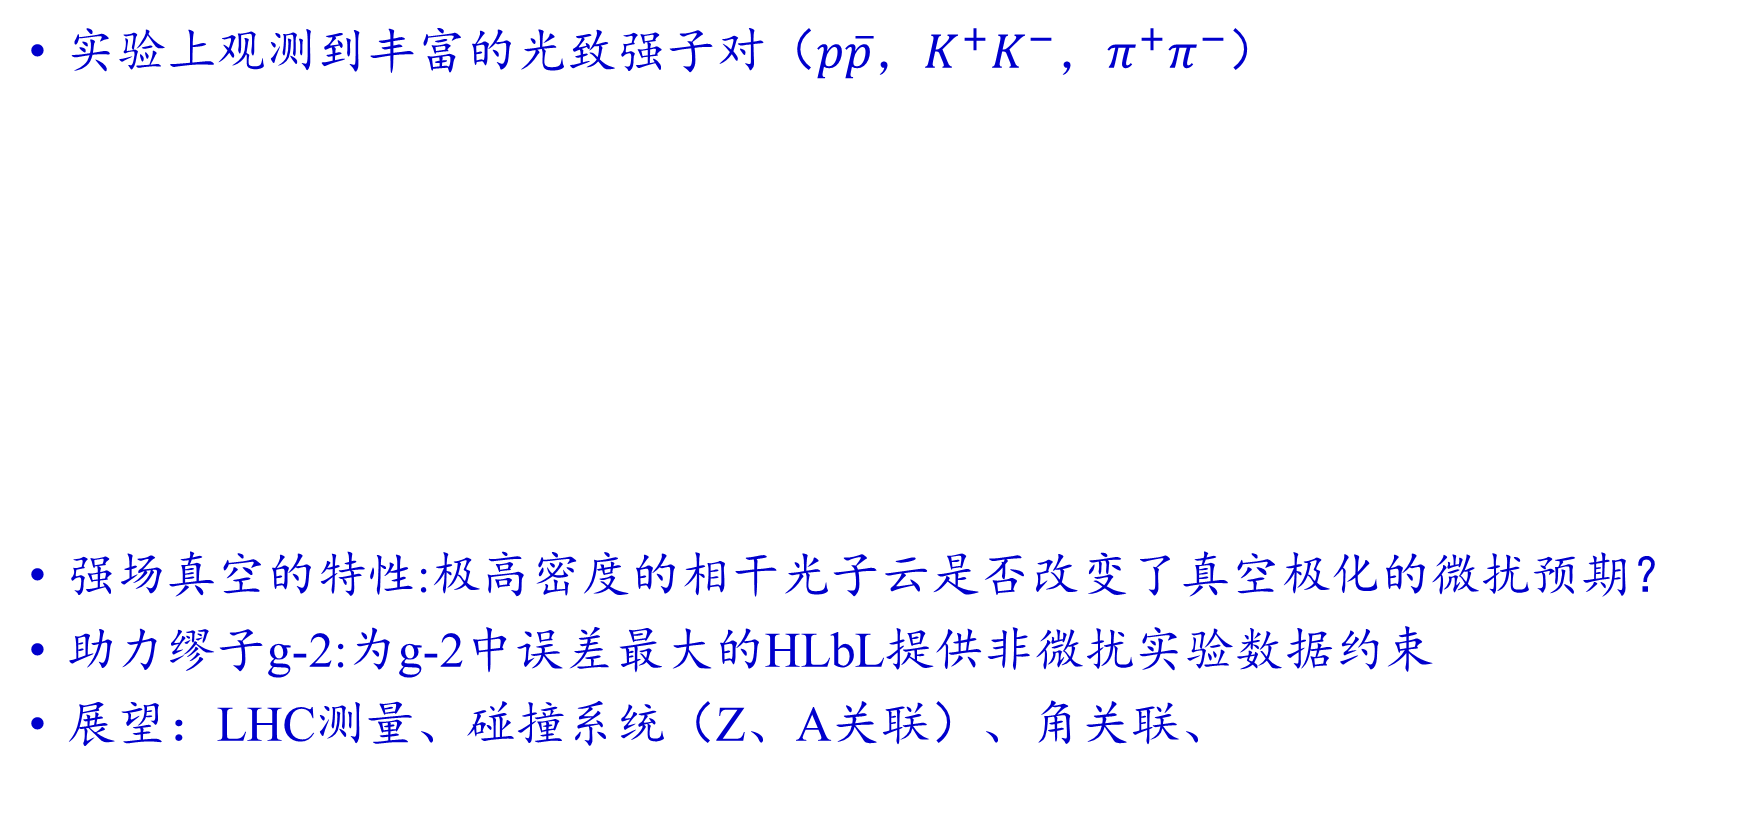 • 实验上观测到丰富的光致强子对（pp̄，K⁺K⁻，π⁺π⁻）
• 强场真空的特性:极高密度的相干光子云是否改变了真空极化的微扰预期？
• 助力缪子g-2:为g-2中误差最大的HLbL提供非微扰实验数据约束
• 展望：LHC测量、碰撞系统（Z、A关联）、角关联、